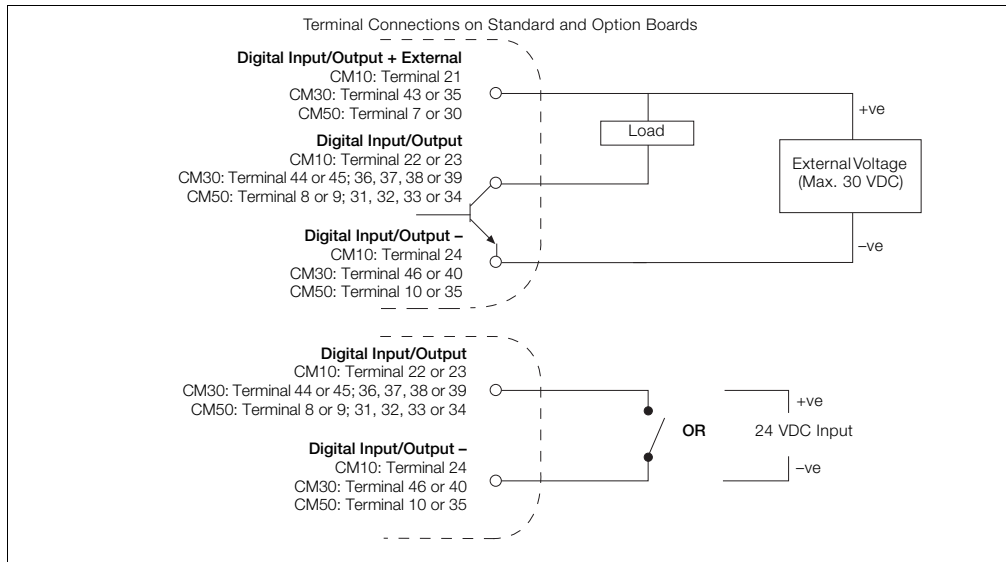 Terminal Connections on Standard and Option Boards
Digital Input/Output + External
CM10: Terminal 21
CM30: Terminal 43 or 35
CM50: Terminal 7 or 30
Digital Input/Output
CM10: Terminal 22 or 23
CM30: Terminal 44 or 45; 36, 37, 38 or 39
CM50: Terminal 8 or 9; 31, 32, 33 or 34
Digital Input/Output –
CM10: Terminal 24
CM30: Terminal 46 or 40
CM50: Terminal 10 or 35
Load
+ve
External Voltage
(Max. 30 VDC)
–ve
Digital Input/Output
CM10: Terminal 22 or 23
CM30: Terminal 44 or 45; 36, 37, 38 or 39
CM50: Terminal 8 or 9; 31, 32, 33 or 34
Digital Input/Output –
CM10: Terminal 24
CM30: Terminal 46 or 40
CM50: Terminal 10 or 35
OR
+ve
24 VDC Input
–ve